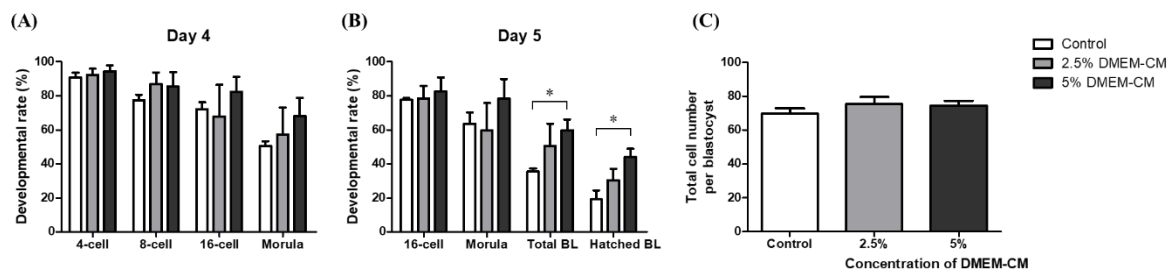 (A)
Day 4
Developmental rate (%)
100
80
60
40
20
0
4-cell 8-cell 16-cell Morula
(B)
Day 5
Developmental rate (%)
100
80
60
40
20
0
* *
16-cell Morula Total BL Hatched BL
(C)
Total cell number
per blastocyst
100
80
60
40
20
0
Control 2.5% 5%
Concentration of DMEM-CM
Control
2.5% DMEM-CM
5% DMEM-CM